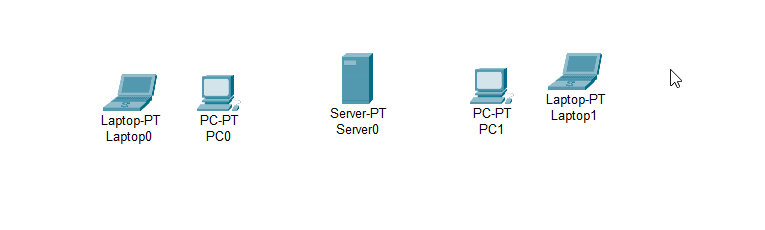 Laptop-PT
Laptop0
PC-PT
PC0
Server-PT
Server0
PC-PT
PC1
Laptop-PT
Laptop1